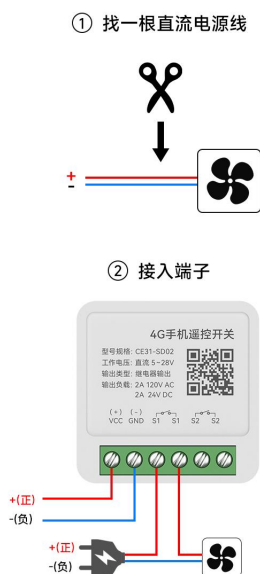 ① 找一根直流电源线
+
-
② 接入端子
4G手机遥控开关
型号规格: CE31-SD02
工作电压: 直流 5~28V
输出类型: 继电器输出
输出负载: 2A 120V AC
2A 24V DC
(+) (-)
VCC GND S1 S1 S2 S2
+(正)
-(负)
+(正)
-(负)